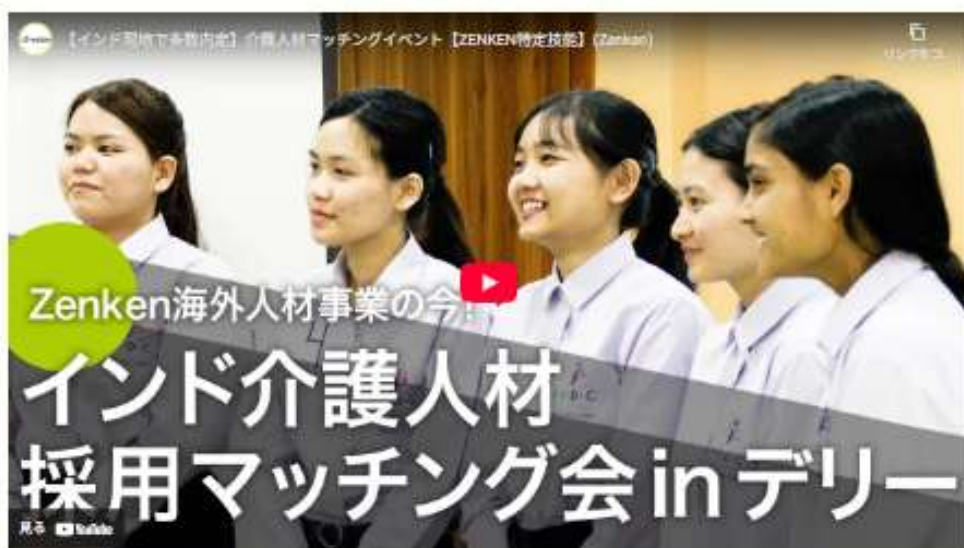 【インド現地で多数内定】介護人材マッチングイベント【ZENKEN特定技能】(Zenken)
Zenken海外人材事業の今!
インド介護人材
採用マッチング会 in デリー
見る YouTube